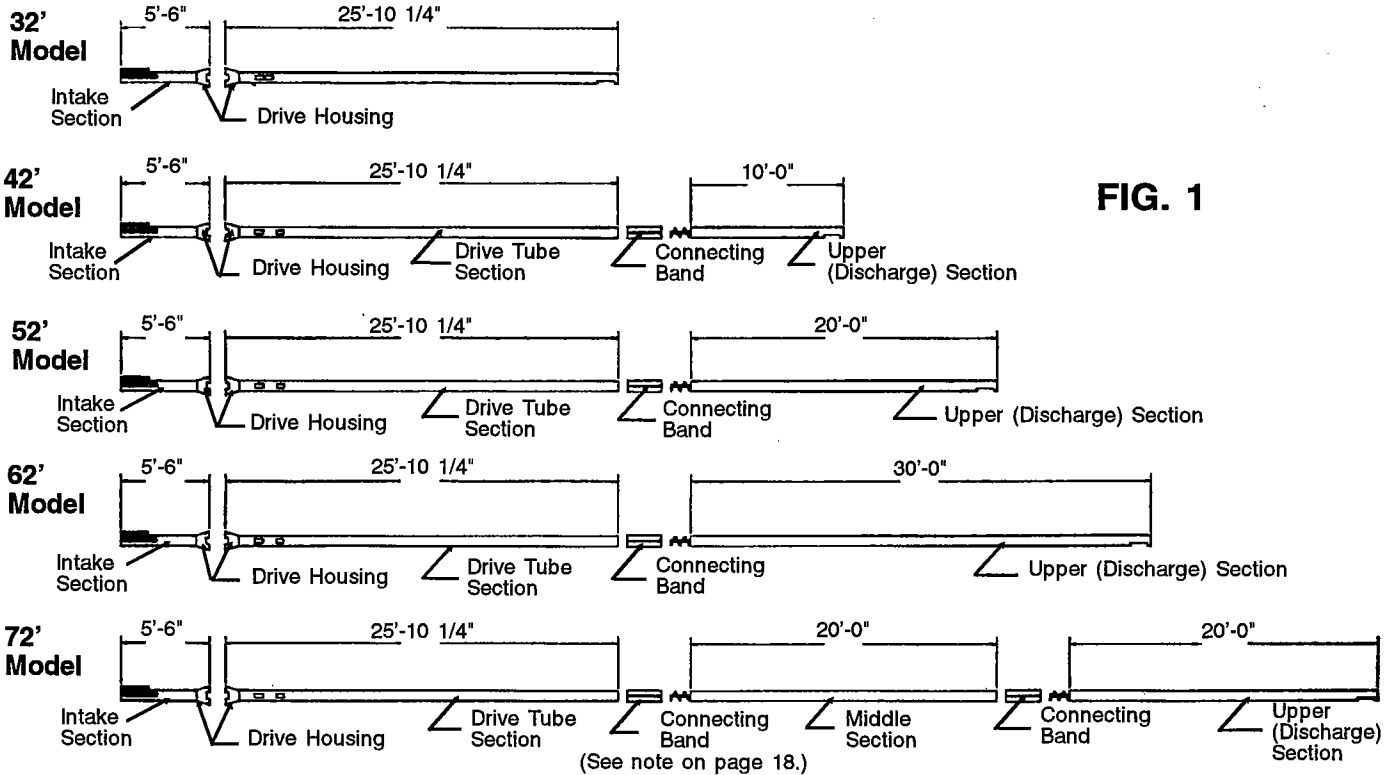 32'
Model
5'-6"
25'-10 1/4"
Intake
Section
Drive Housing
42'
Model
5'-6"
25'-10 1/4"
10'-0"
FIG. 1
Intake
Section
Drive Housing
Drive Tube
Section
Connecting
Band
Upper
(Discharge) Section
52'
Model
5'-6"
25'-10 1/4"
20'-0"
Intake
Section
Drive Housing
Drive Tube
Section
Connecting
Band
Upper (Discharge) Section
62'
Model
5'-6"
25'-10 1/4"
30'-0"
Intake
Section
Drive Housing
Drive Tube
Section
Connecting
Band
Upper (Discharge) Section
72'
Model
5'-6"
25'-10 1/4"
20'-0"
20'-0"
Intake
Section
Drive Housing
Drive Tube
Section
Connecting
Band
(See note on page 18.)
Middle
Section
Connecting
Band
Upper
(Discharge)
Section